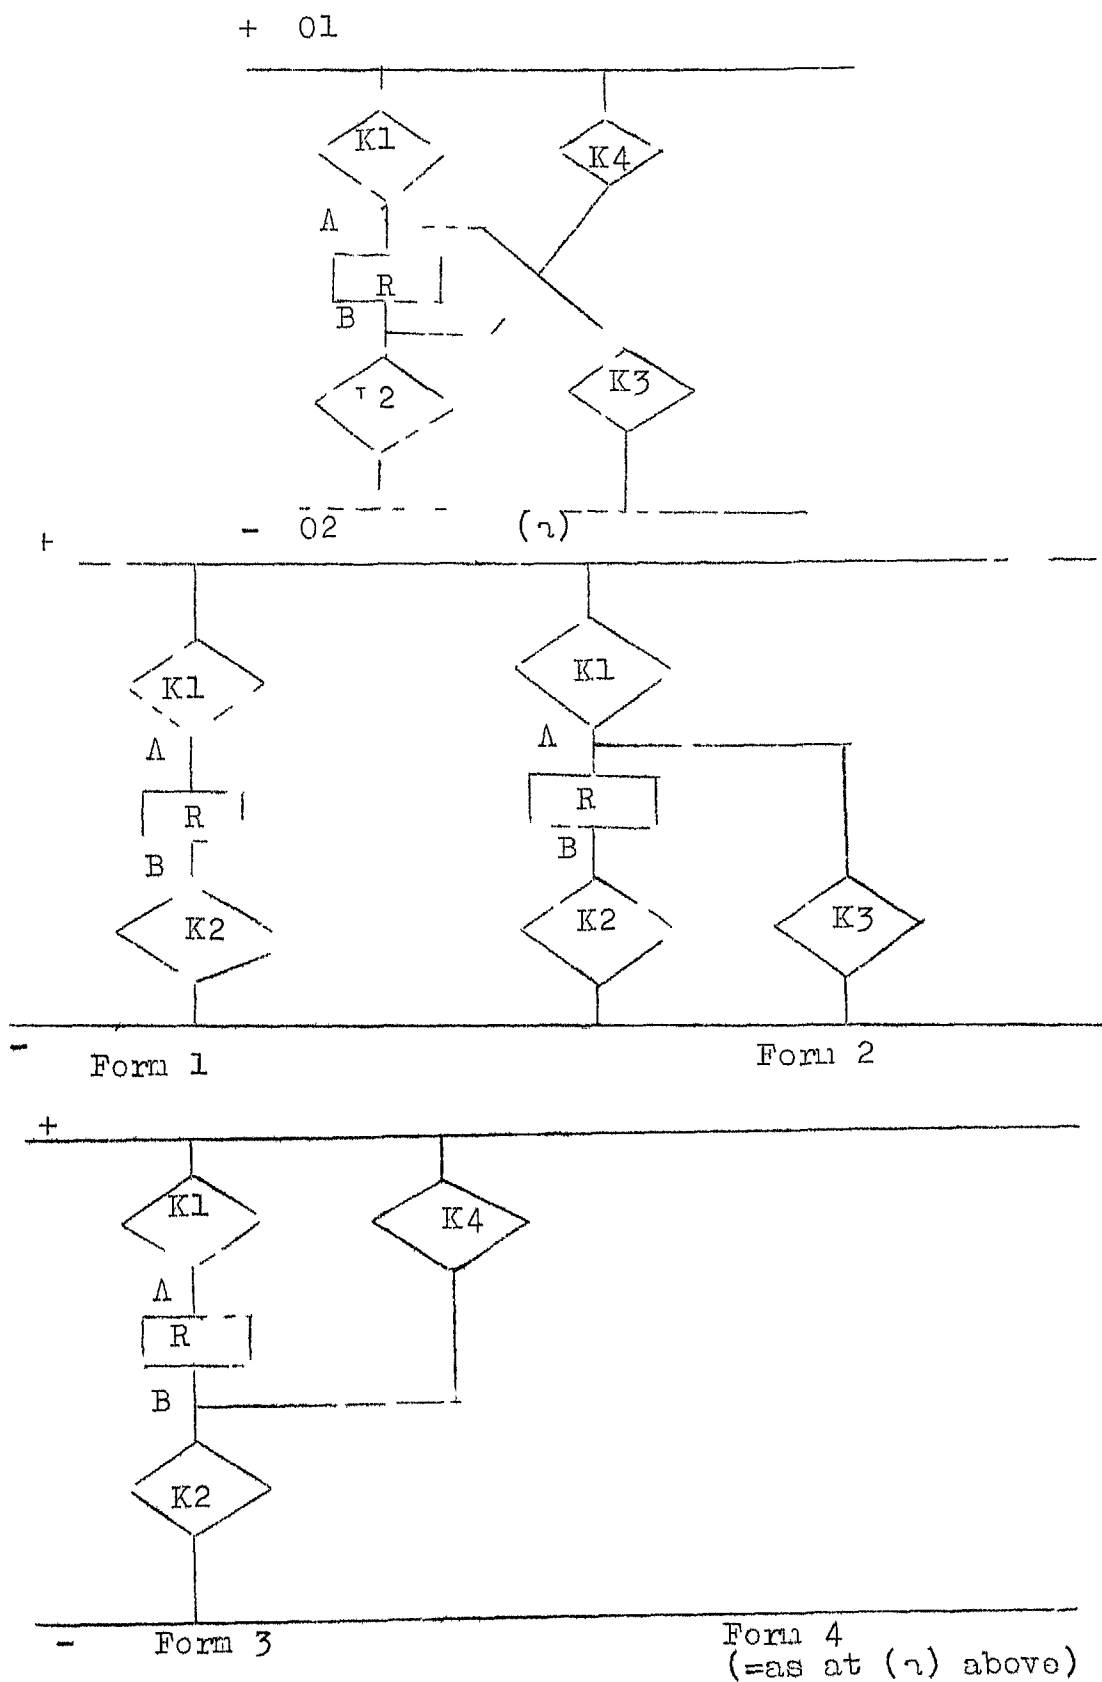 + 01
K1
K4
A
R
B
2
K3
- 02 (a)
+
K1
K1
A
A
R
R
B
B
K2
K2
K3
-
Form 1
Form 2
+
K1
K4
A
R
B
K2
-
Form 3
Form 4
(=as at (a) above)